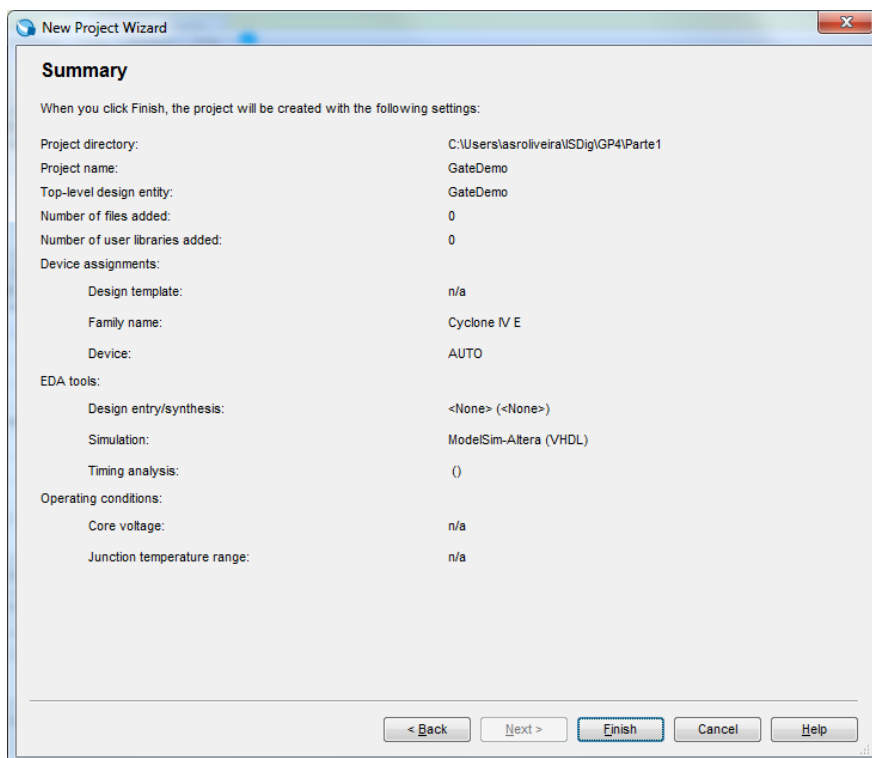 New Project Wizard
Summary
When you click Finish, the project will be created with the following settings:
Project directory: C:\Users\asroliveira\ISDig\GP4\Parte1
Project name: GateDemo
Top-level design entity: GateDemo
Number of files added: 0
Number of user libraries added: 0
Device assignments:
Design template: n/a
Family name: Cyclone IV E
Device: AUTO
EDA tools:
Design entry/synthesis: <None> (<None>)
Simulation: ModelSim-Altera (VHDL)
Timing analysis: ()
Operating conditions:
Core voltage: n/a
Junction temperature range: n/a
< Back Next > Finish Cancel Help